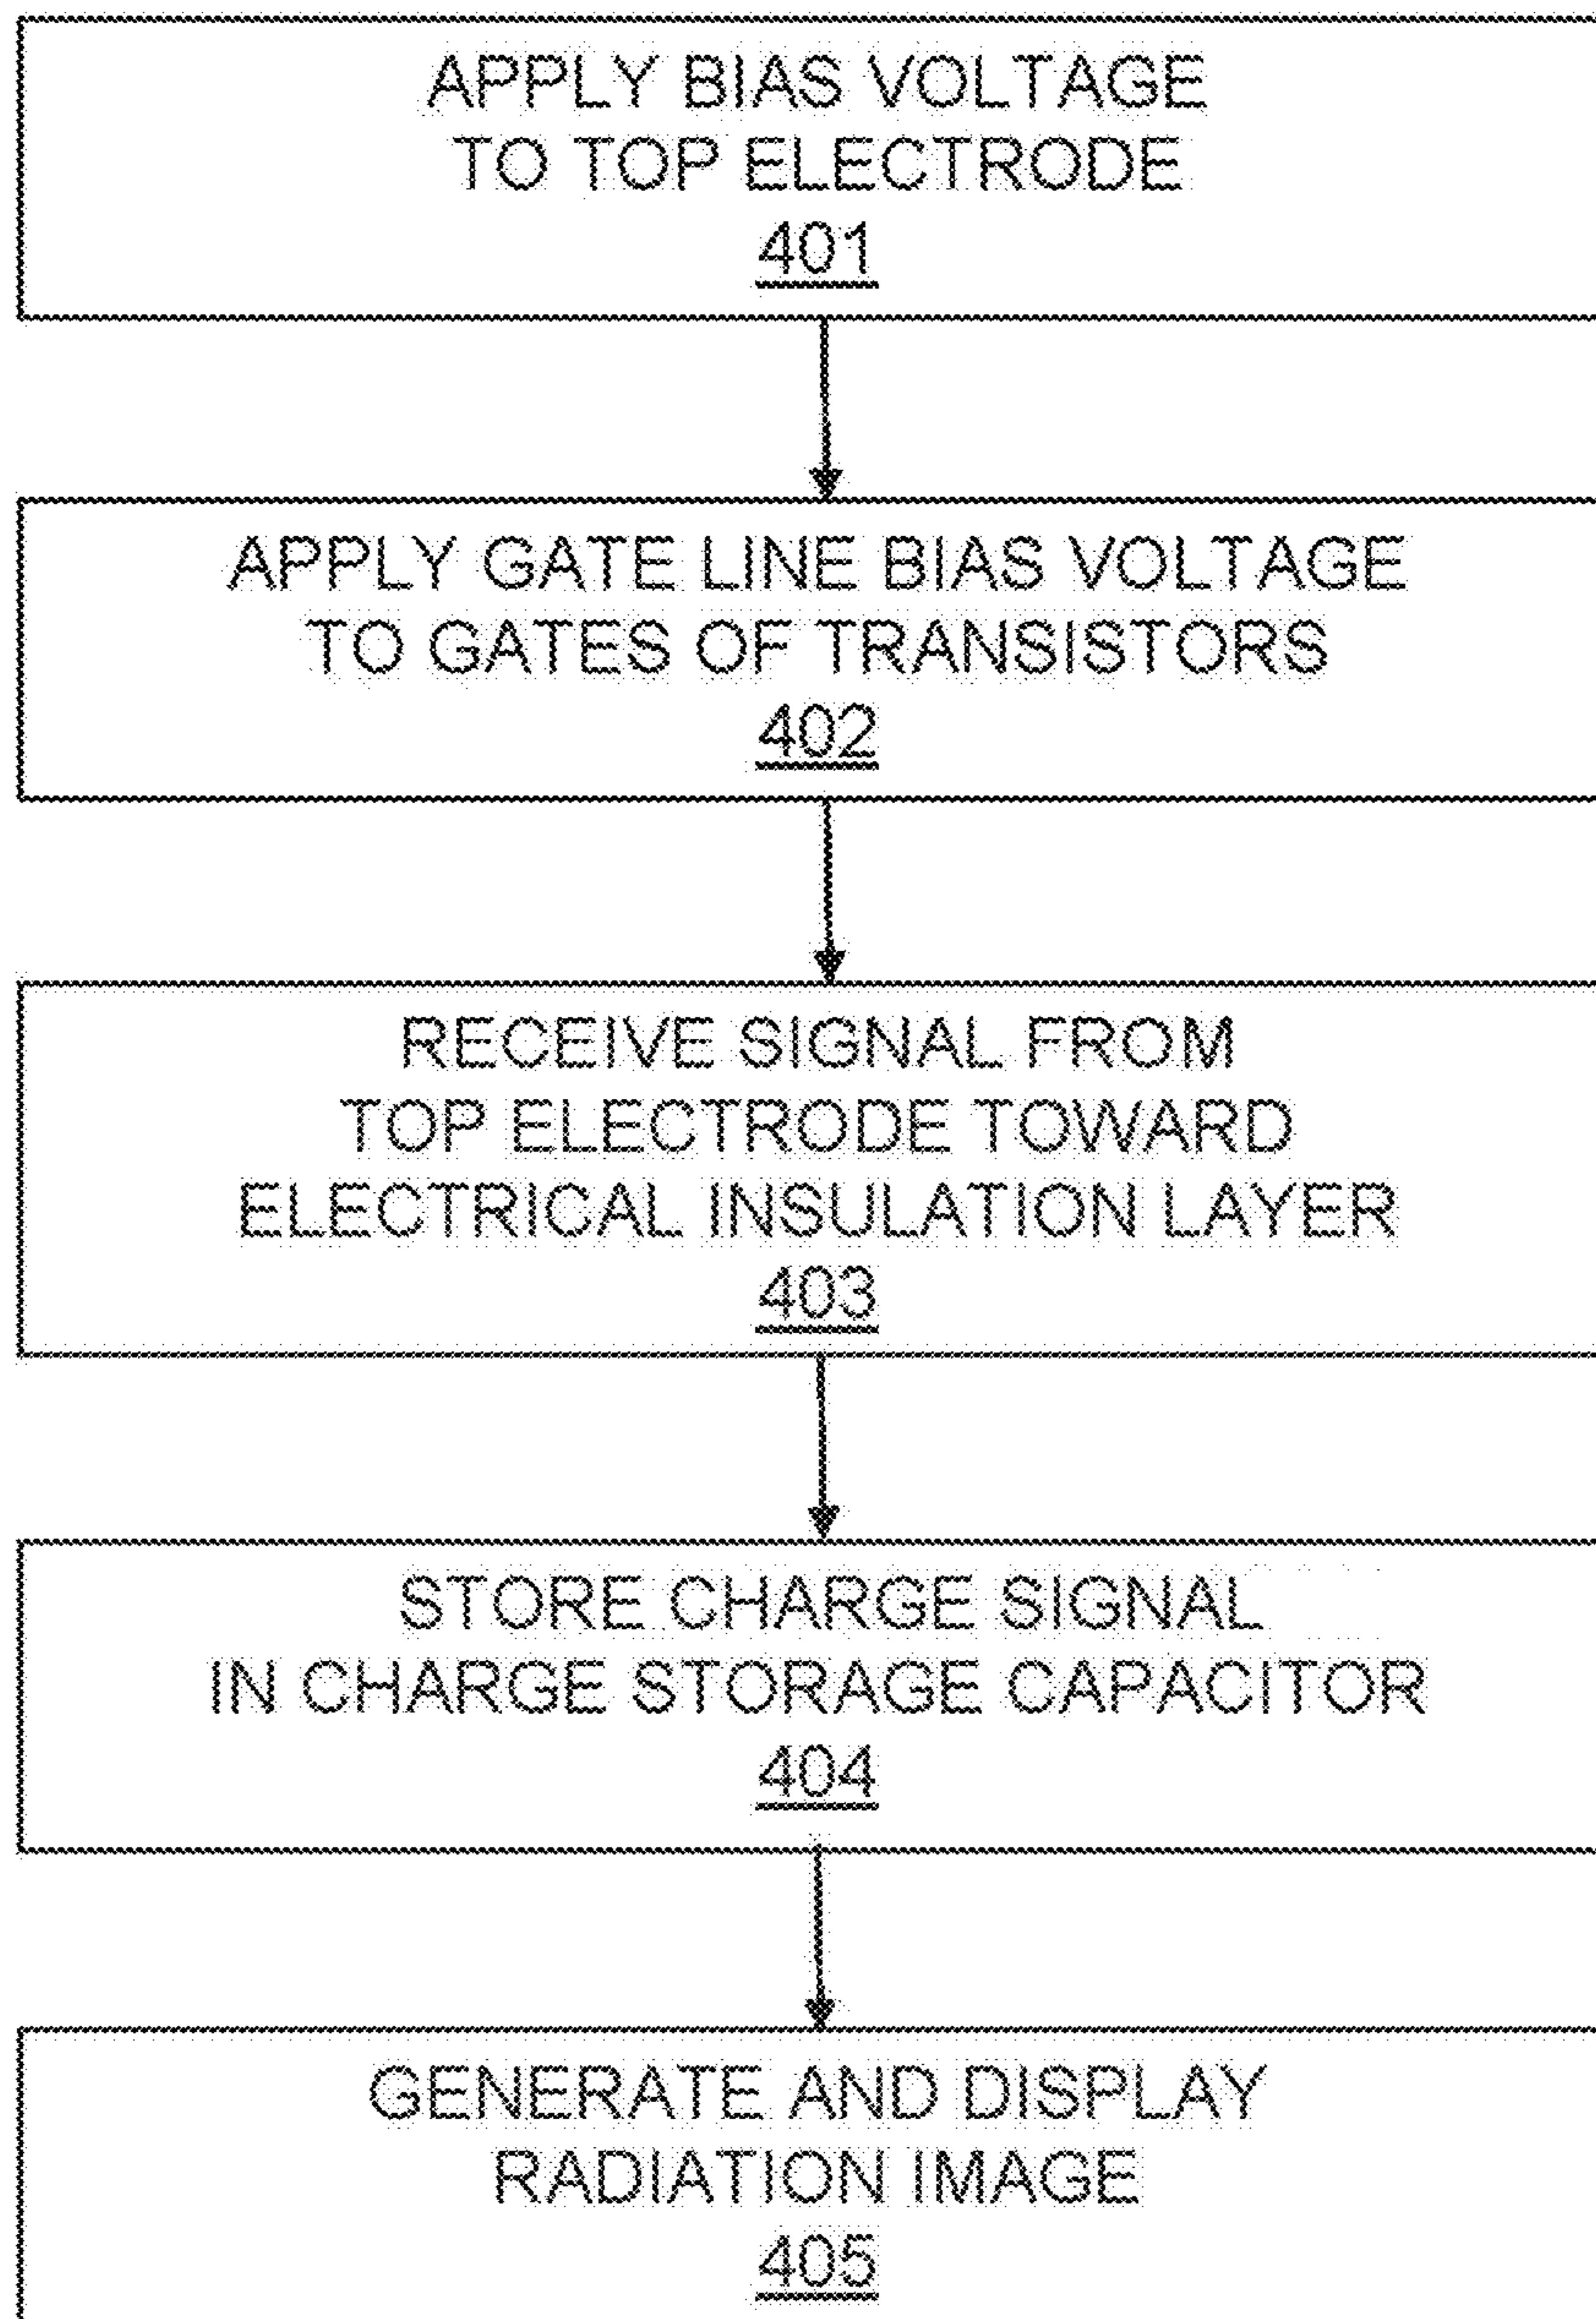 APPLY BIAS VOLTAGE
TO TOP ELECTRODE
401
APPLY GATE LINE BIAS VOLTAGE
TO GATES OF TRANSISTORS
402
RECEIVE SIGNAL FROM
TOP ELECTRODE TOWARD
ELECTRICAL INSULATION LAYER
403
STORE CHARGE SIGNAL
IN CHARGE STORAGE CAPACITOR
404
GENERATE AND DISPLAY
RADIATION IMAGE
405